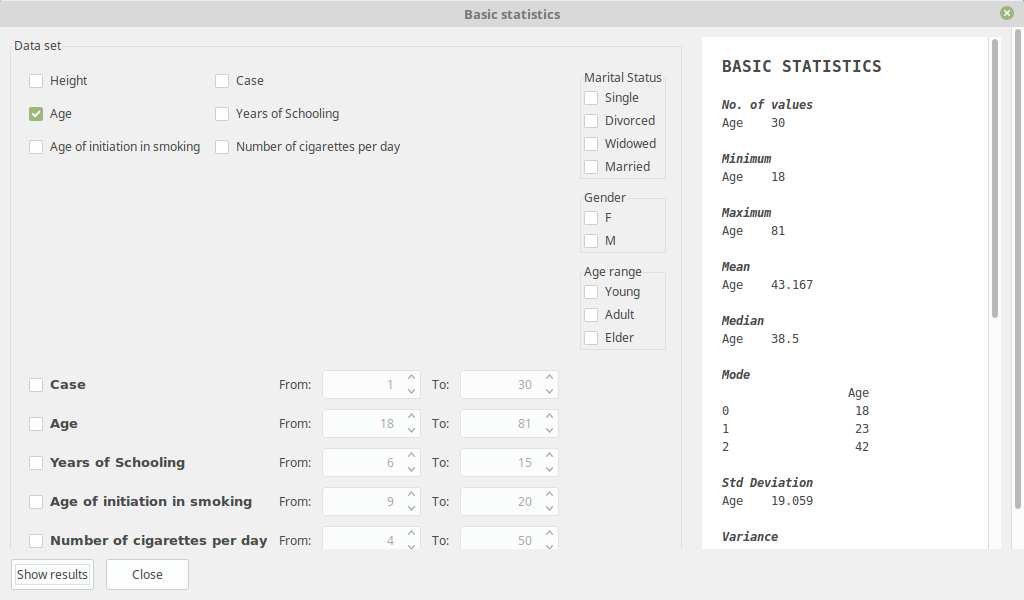 Basic statistics
Data set
Height
Case
Age
Years of Schooling
Age of initiation in smoking
Number of cigarettes per day
Marital Status
Single
Divorced
Widowed
Married
Gender
F
M
Age range
Young
Adult
Elder
Case From: 1 To: 30
Age From: 18 To: 81
Years of Schooling From: 6 To: 15
Age of initiation in smoking From: 9 To: 20
Number of cigarettes per day From: 4 To: 50
Show results
Close
BASIC STATISTICS
No. of values
Age 30
Minimum
Age 18
Maximum
Age 81
Mean
Age 43.167
Median
Age 38.5
Mode
Age
0 18
1 23
2 42
Std Deviation
Age 19.059
Variance